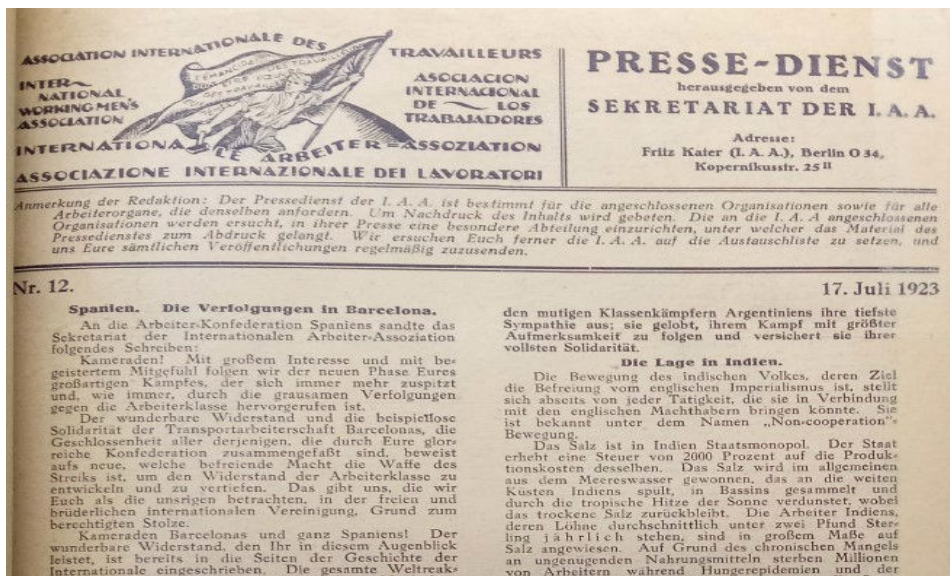 ASSOCIATION INTERNATIONALE DES TRAVAILLEURS
INTER-
NATIONAL
WORKING MEN'S
ASSOCIATION
ASOCIACION
INTERNACIONAL
DE LOS
TRABAJADORES
INTERNATIONALE ARBEITER-ASSOZIATION
ASSOCIAZIONE INTERNAZIONALE DEI LAVORATORI
PRESSE-DIENST
herausgegeben von dem
SEKRETARIAT DER I. A. A.
Adresse:
Fritz Kater (I. A. A.), Berlin O 34,
Kopernikusstr. 25 II
Anmerkung der Redaktion: Der Pressedienst der I. A. A. ist bestimmt für die angeschlossenen Organisationen sowie für alle
Arbeiterorgane, die denselben anfordern. Um Nachdruck des Inhalts wird gebeten. Die an die I. A. A angeschlossenen
Organisationen werden ersucht, in ihrer Presse eine besondere Abteilung einzurichten, unter welcher das Material des
Pressedienstes zum Abdruck gelangt. Wir ersuchen Euch ferner die I. A. A. auf die Austauschliste zu setzen, und
uns Eure sämtlichen Veröffentlichungen regelmäßig zuzusenden.
Nr. 12.
17. Juli 1923
Spanien. Die Verfolgungen in Barcelona.
An die Arbeiter-Konfederation Spaniens sandte das
Sekretariat der Internationalen Arbeiter-Assoziation
folgendes Schreiben:
Kameraden! Mit großem Interesse und mit be-
geistertem Mitgefühl folgen wir der neuen Phase Eures
großartigen Kampfes, der sich immer mehr zuspitzt
und, wie immer, durch die grausamen Verfolgungen
gegen die Arbeiterklasse hervorgerufen ist.
Der wunderbare Widerstand und die beispiellose
Solidarität der Transportarbeiterschaft Barcelonas, die
Geschlossenheit aller derjenigen, die durch Eure glor-
reiche Konfederation zusammengefaßt sind, beweist
aufs neue, welche befreiende Macht die Waffe des
Streiks ist, um den Widerstand der Arbeiterklasse zu
entwickeln und zu vertiefen. Das gibt uns, die wir
Euch als die unsrigen betrachten, in der freien und
brüderlichen internationalen Vereinigung, Grund zum
berechtigten Stolze.
Kameraden Barcelonas und ganz Spaniens! Der
wunderbare Widerstand, den Ihr in diesem Augenblick
leistet, ist bereits in die Seiten der Geschichte der
Internationale eingeschrieben. Die gesamte Weltreak-
den mutigen Klassenkämpfern Argentiniens ihre tiefste
Sympathie aus; sie gelobt, ihrem Kampf mit größter
Aufmerksamkeit zu folgen und versichert sie ihrer
vollsten Solidarität.
Die Lage in Indien.
Die Bewegung des indischen Volkes, deren Ziel
die Befreiung vom englischen Imperialismus ist, stellt
sich abseits von jeder Tätigkeit, die sie in Verbindung
mit den englischen Machthabern bringen könnte. Sie
ist bekannt unter dem Namen „Non-cooperation"-
Bewegung.
Das Salz ist in Indien Staatsmonopol. Der Staat
erhebt eine Steuer von 2000 Prozent auf die Produk-
tionskosten desselben. Das Salz wird im allgemeinen
aus dem Meereswasser gewonnen, das an die weiten
Küsten Indiens spült, in Bassins gesammelt und
durch die tropische Hitze der Sonne verdunstet, wobei
das trockene Salz zurückbleibt. Die Arbeiter Indiens,
deren Löhne durchschnittlich unter zwei Pfund Ster-
ling jährlich stehen, sind in großem Maße auf
Salz angewiesen. Auf Grund des chronischen Mangels
an ungenugenden Nahrungsmitteln sterben Millionen
von Arbeitern während Hungerepidemien und der